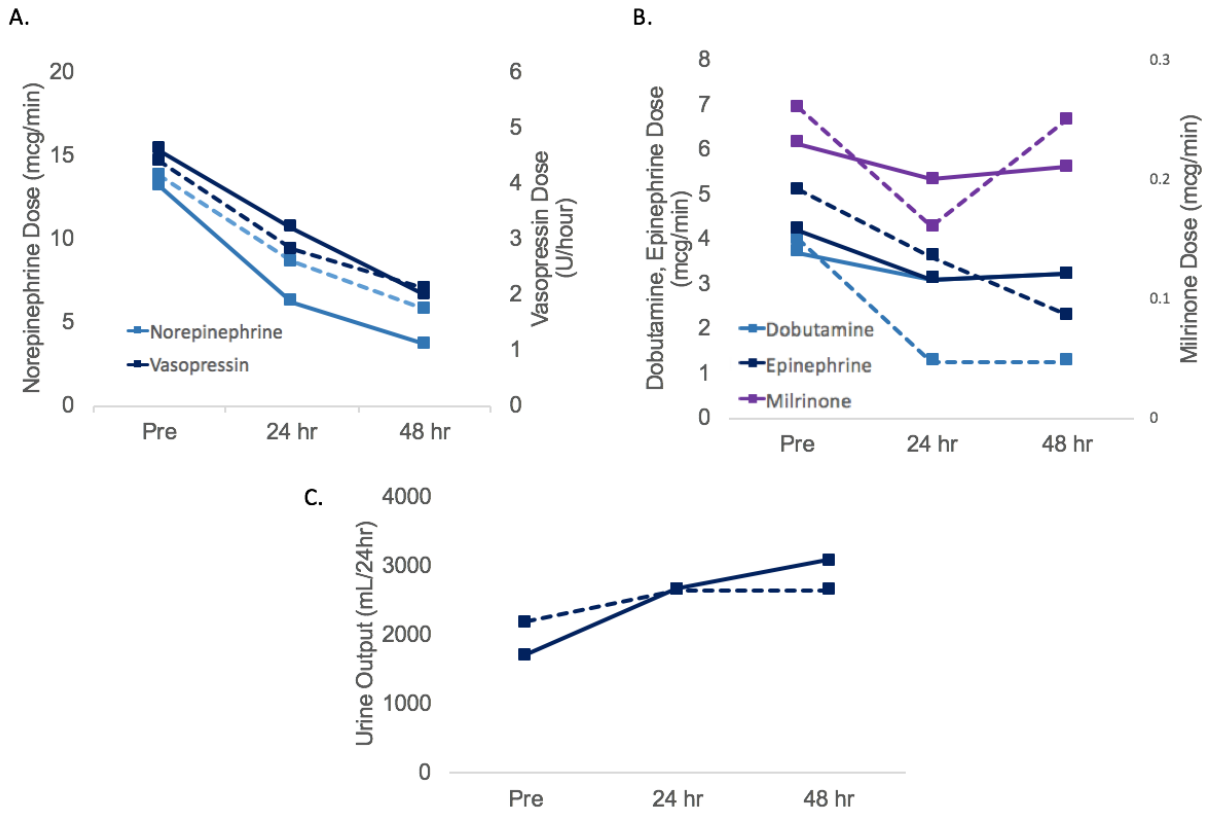 A.
Norepinephrine Dose (mcg/min)
20
15
10
5
0
Norepinephrine
Vasopressin
Pre
24 hr
48 hr
6
5
4
3
2
1
0
Vasopressin Dose
(U/hour)
B.
Dobutamine, Epinephrine Dose
(mcg/min)
8
7
6
5
4
3
2
1
0
Dobutamine
Epinephrine
Milrinone
Pre
24 hr
48 hr
0.3
0.2
0.1
0
Milrinone Dose (mcg/min)
C.
Urine Output (mL/24hr)
4000
3000
2000
1000
0
Pre
24 hr
48 hr